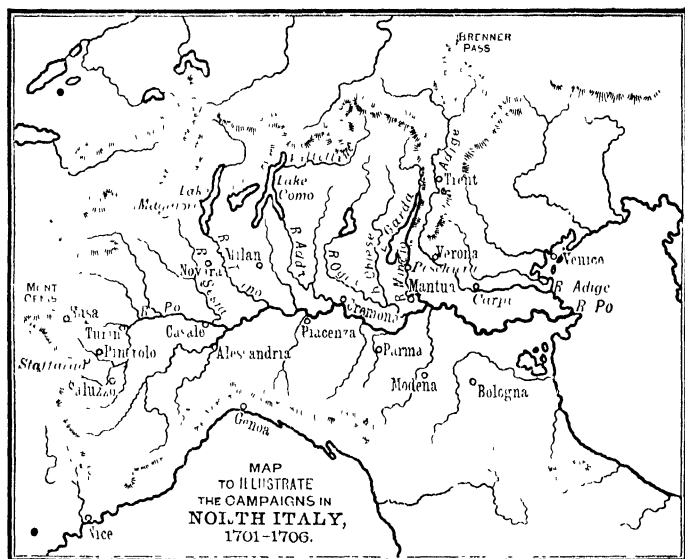 BRENNER
PASS
Adige
Trent
Lake
Maggiore
Lake
Como
Valtelline
L Garda
R Adda
R Oglio
R Chiese
R Mincio
Milan
Novara
R Sesia
Verona
Peschiera
Venice
Mantua
Carpi
R Adige
R Po
MONT
CENIS
Susa
R Po
Turin
Casale
Cremona
Piacenza
Pinerolo
Staffarda
Saluzzo
Alessandria
Parma
Modena
Bologna
Genoa
Nice
MAP
TO ILLUSTRATE
THE CAMPAIGNS IN
NORTH ITALY,
1701-1706.